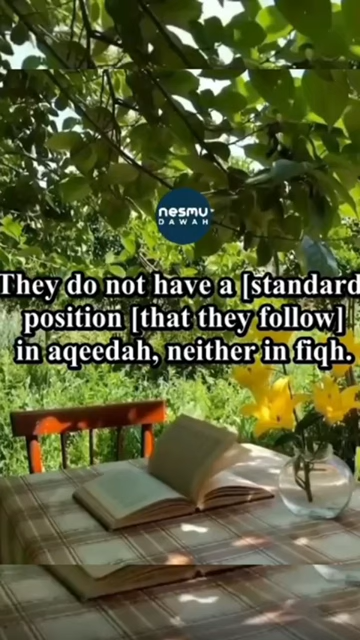 nesmu
DAWAH
They do not have a [standard
position [that they follow]
in aqeedah, neither in fiqh.